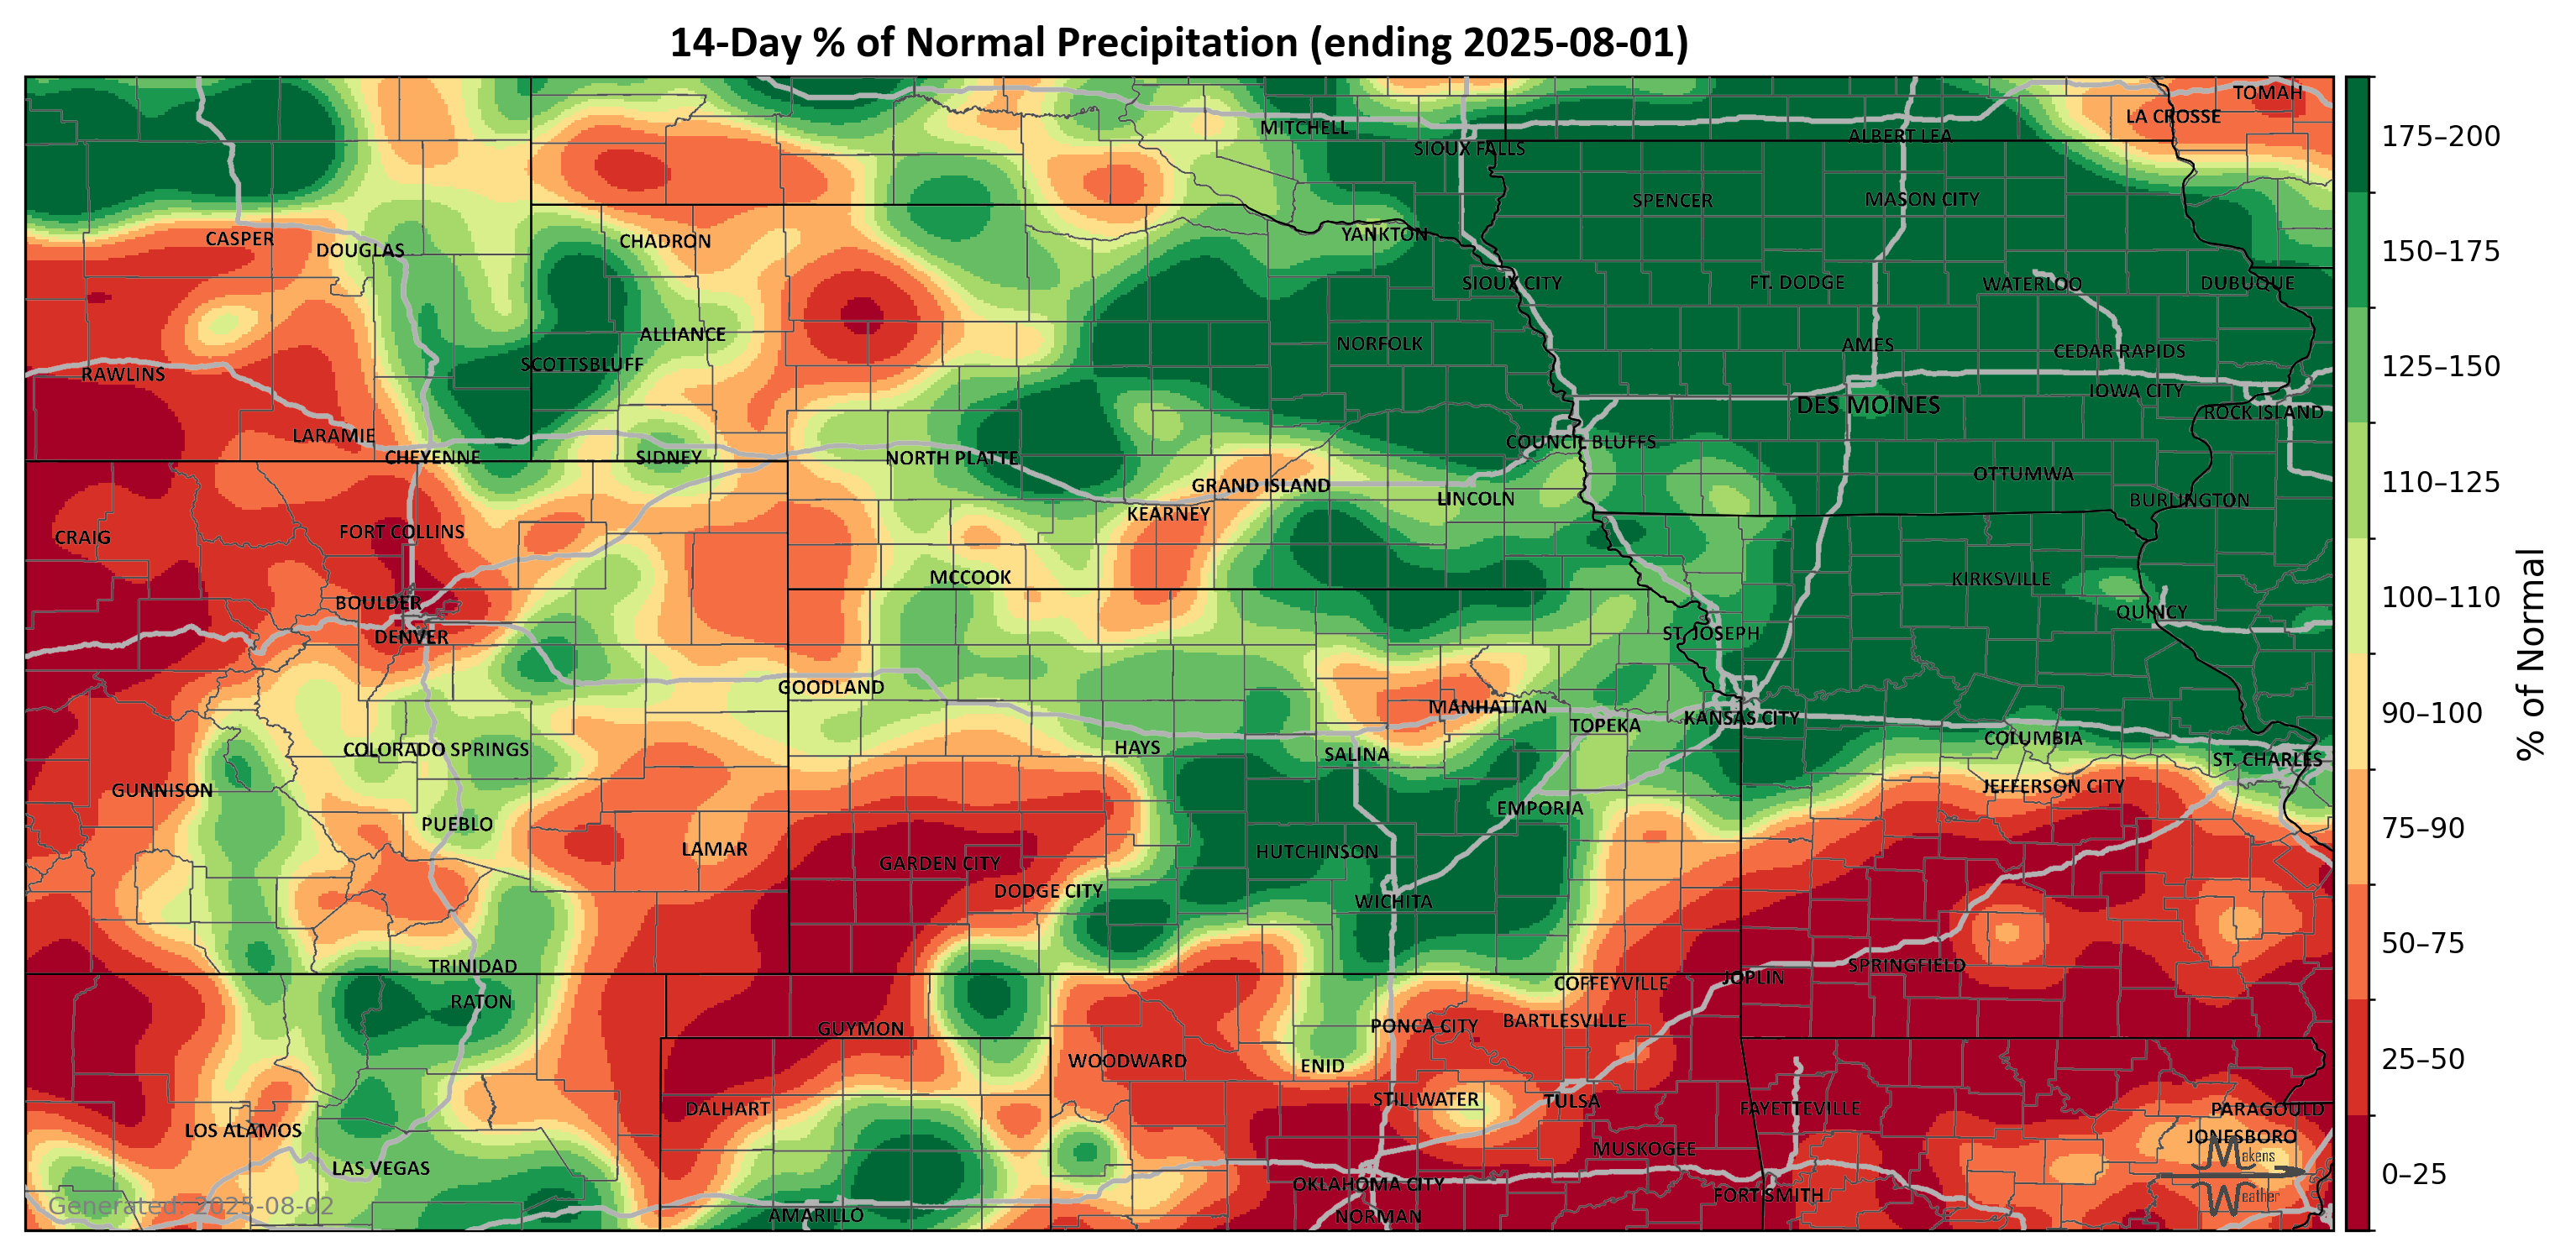 14-Day % of Normal Precipitation (ending 2025-08-01)
TOMAH
LA CROSSE
MITCHELL
ALBERT LEA
SIOUX FALLS
SPENCER
MASON CITY
YANKTON
CASPER
CHADRON
DOUGLAS
SIOUX CITY
FT. DODGE
WATERLOO
DUBUQUE
ALLIANCE
NORFOLK
AMES
CEDAR RAPIDS
SCOTTSBLUFF
RAWLINS
IOWA CITY
DES MOINES
ROCK ISLAND
LARAMIE
COUNCIL BLUFFS
CHEYENNE
SIDNEY
NORTH PLATTE
OTTUMWA
GRAND ISLAND
LINCOLN
BURLINGTON
KEARNEY
CRAIG
FORT COLLINS
MCCOOK
KIRKSVILLE
BOULDER
QUINCY
DENVER
ST. JOSEPH
GOODLAND
MANHATTAN
KANSAS CITY
TOPEKA
COLUMBIA
COLORADO SPRINGS
HAYS
SALINA
ST. CHARLES
GUNNISON
JEFFERSON CITY
EMPORIA
PUEBLO
LAMAR
HUTCHINSON
GARDEN CITY
DODGE CITY
WICHITA
TRINIDAD
SPRINGFIELD
JOPLIN
COFFEYVILLE
RATON
GUYMON
PONCA CITY
BARTLESVILLE
WOODWARD
ENID
STILLWATER
TULSA
DALHART
FAYETTEVILLE
PARAGOULD
LOS ALAMOS
JONESBORO
MUSKOGEE
LAS VEGAS
OKLAHOMA CITY
FORT SMITH
AMARILLO
NORMAN
Generated: 2025-08-02
Makens
Weather
175–200
150–175
125–150
110–125
100–110
90–100
75–90
50–75
25–50
0–25
% of Normal